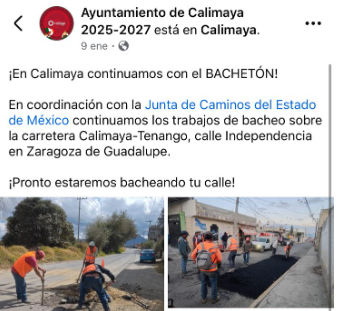 Ayuntamiento de Calimaya
2025-2027 está en Calimaya.
9 ene ·
¡En Calimaya continuamos con el BACHETÓN!
En coordinación con la Junta de Caminos del Estado
de México continuamos los trabajos de bacheo sobre
la carretera Calimaya-Tenango, calle Independencia
en Zaragoza de Guadalupe.
¡Pronto estaremos bacheando tu calle!